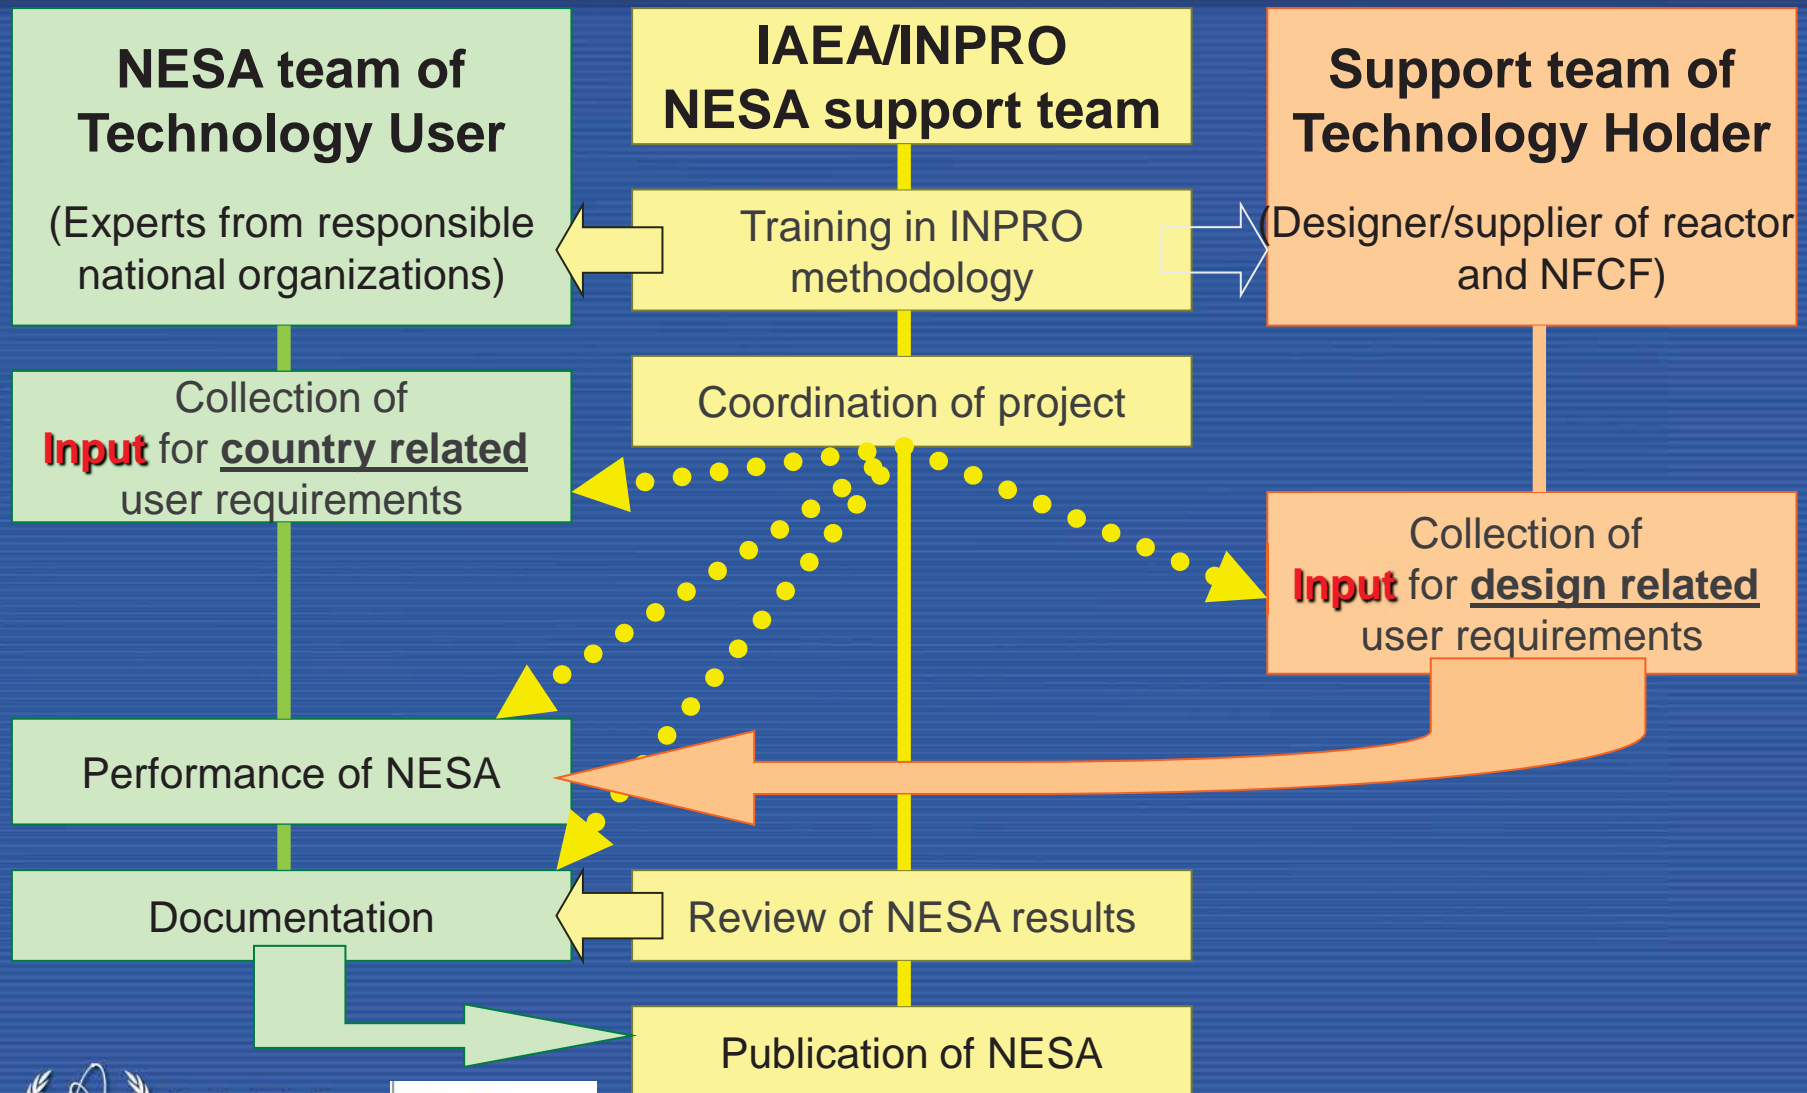 NESA team of
Technology User
(Experts from responsible
national organizations)
IAEA/INPRO
NESA support team
Support team of
Technology Holder
(Designer/supplier of reactor
and NFCF)
Training in INPRO
methodology
Collection of
Input for country related
user requirements
Coordination of project
Collection of
Input for design related
user requirements
Performance of NESA
Documentation
Review of NESA results
Publication of NESA